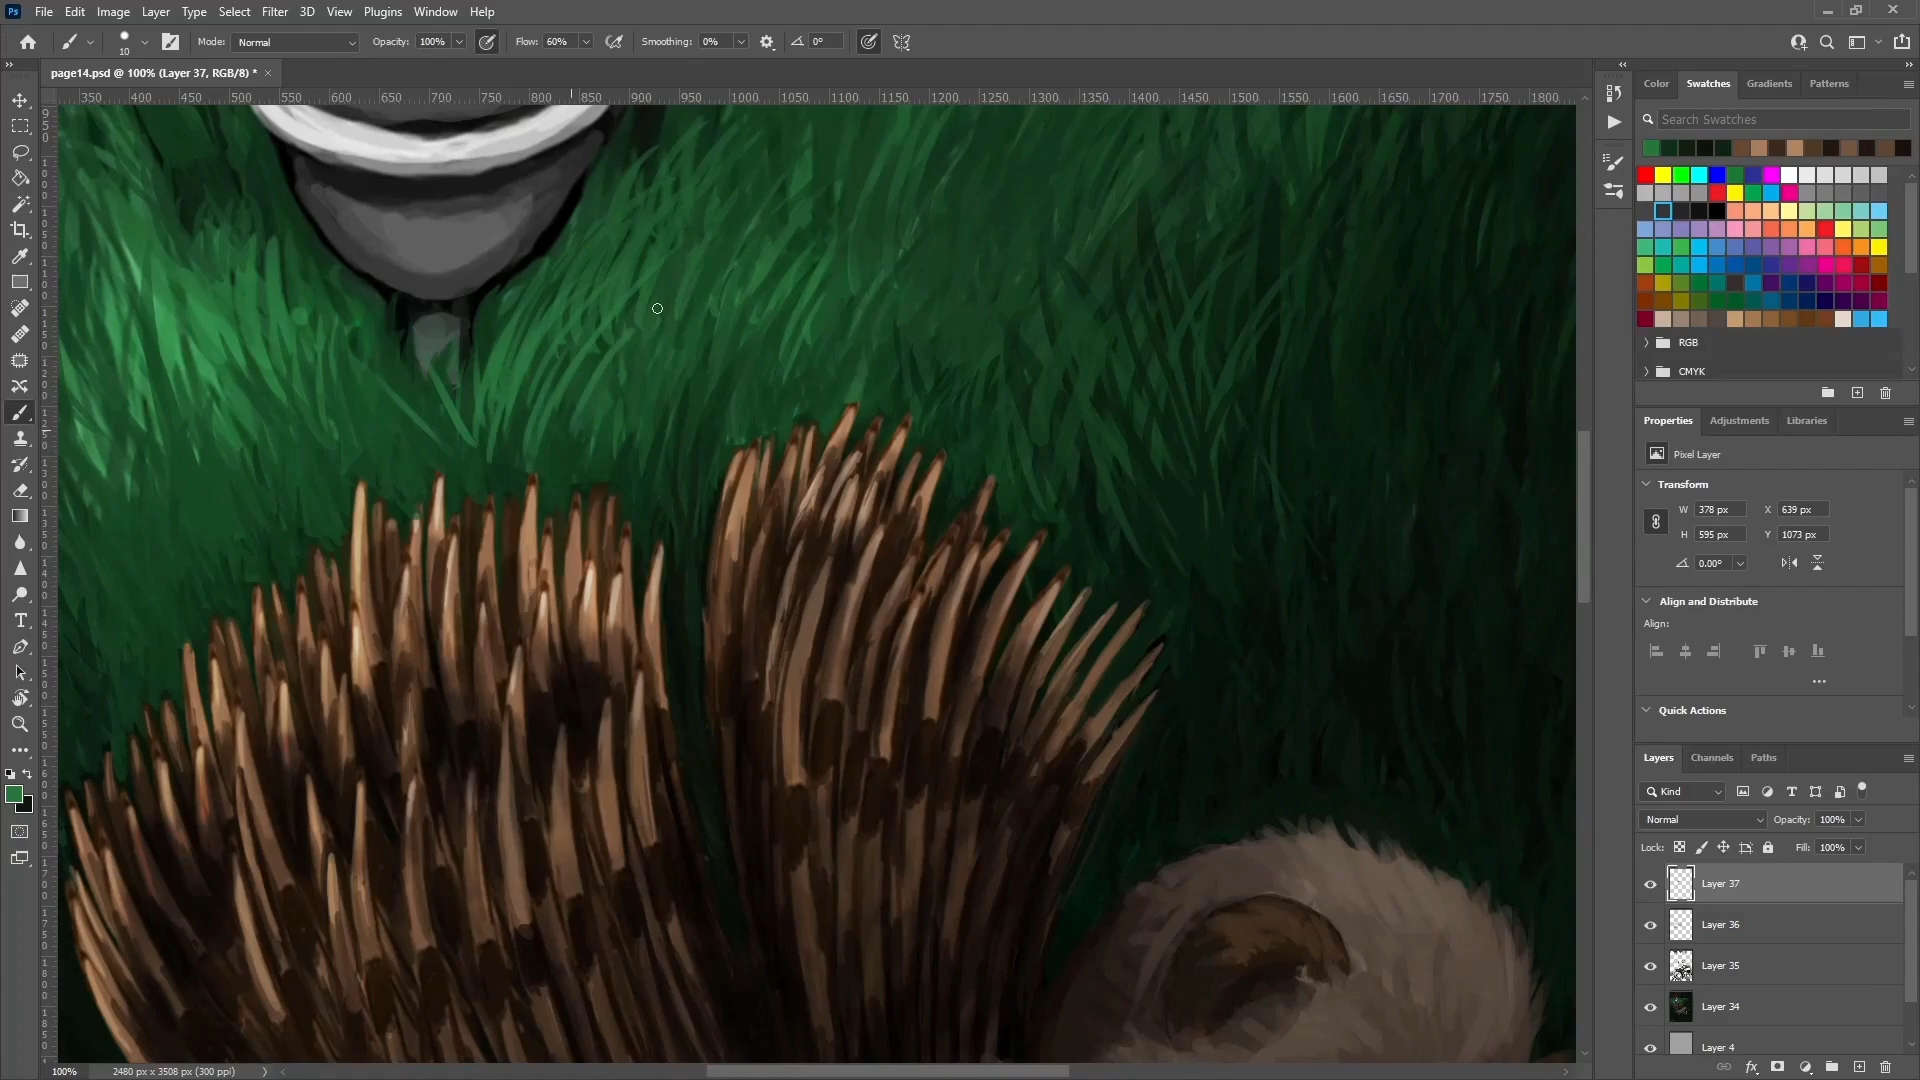 Ps File Edit Image Layer Type Select Filter 3D View Plugins Window Help
10 Mode: Normal Opacity: 100% Flow: 60% Smoothing: 0% 0°
page14.psd @ 100% (Layer 37, RGB/8) * ×
350 400 450 500 550 600 650 700 750 800 850 900 950 1000 1050 1100 1150 1200 1250 1300 1350 1400 1450 1500 1550 1600 1650 1700 1750 1800
Color Swatches Gradients Patterns
Search Swatches
RGB
CMYK
Properties Adjustments Libraries
Pixel Layer
Transform
W 378 px X 639 px
H 595 px Y 1073 px
0.00°
Align and Distribute
Align:
Quick Actions
Layers Channels Paths
Kind
Normal Opacity: 100%
Lock: Fill: 100%
Layer 37
Layer 36
Layer 35
Layer 34
Layer 4
100% 2480 px x 3508 px (300 ppi)